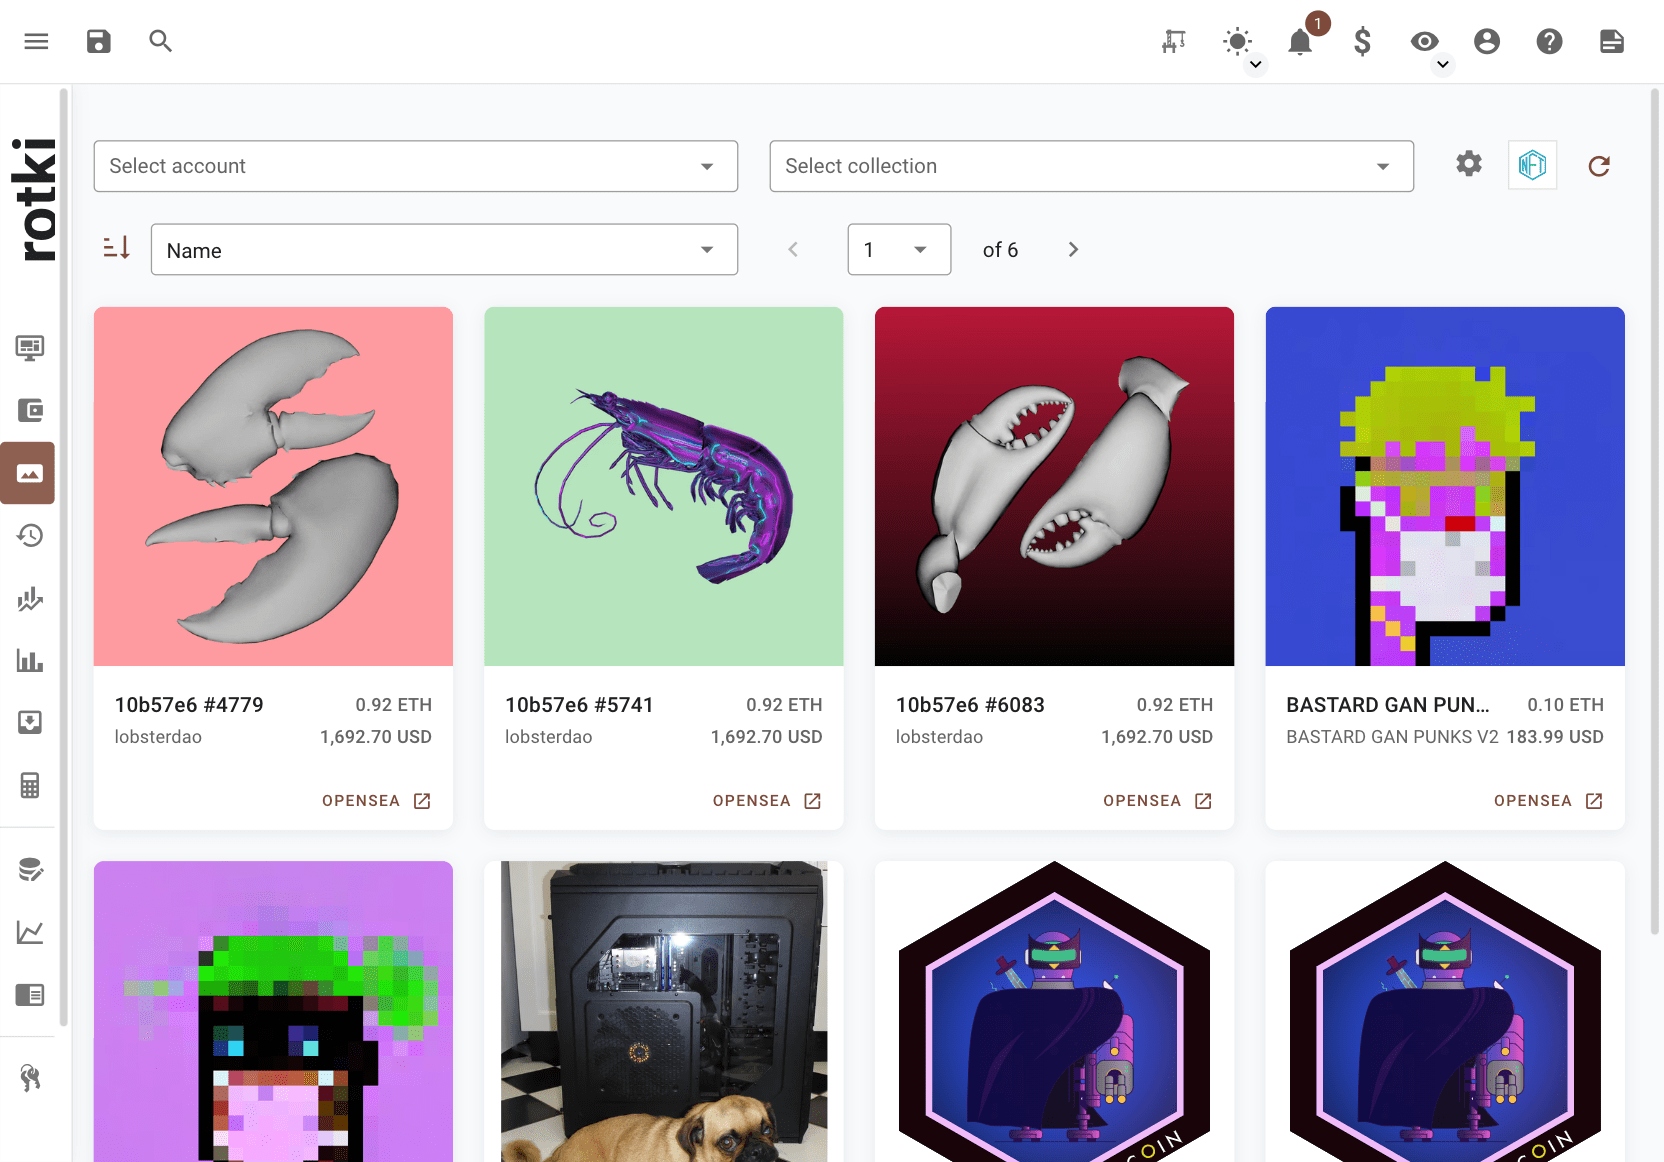 1
rotki
Select account
Select collection
NFT
Name
1
of 6
10b57e6 #4779
0.92 ETH
lobsterdao
1,692.70 USD
OPENSEA
10b57e6 #5741
0.92 ETH
lobsterdao
1,692.70 USD
OPENSEA
10b57e6 #6083
0.92 ETH
lobsterdao
1,692.70 USD
OPENSEA
BASTARD GAN PUN...
0.10 ETH
BASTARD GAN PUNKS V2
183.99 USD
OPENSEA
COIN
COIN